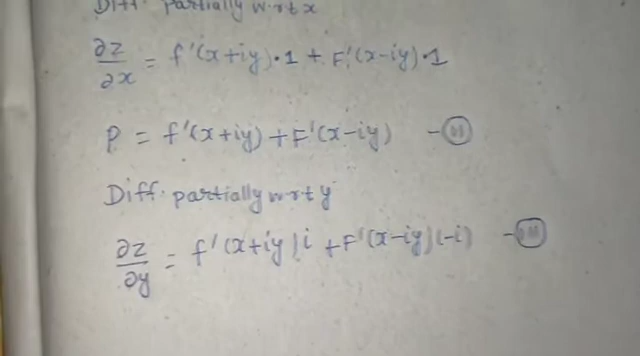 Diff. partially w.r.t x
∂z/∂x = f'(x+iy)·1 + F'(x-iy)·1
P = f'(x+iy) + F'(x-iy) - (ii)
Diff. partially w r t y
∂z/∂y = f'(x+iy)i + F'(x-iy)(-i) - (iii)